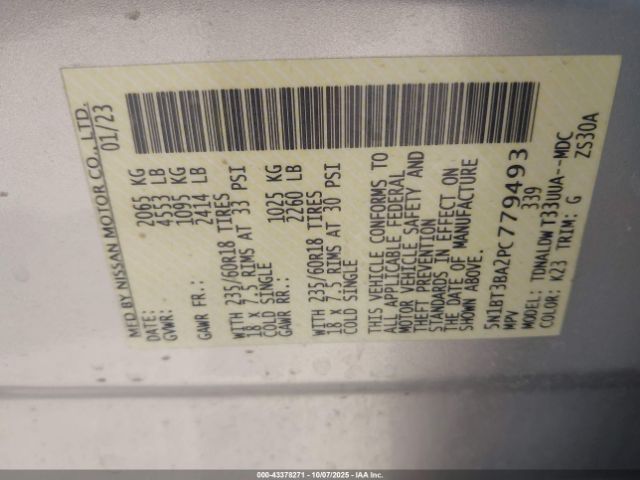 MFD BY NISSAN MOTOR CO., LTD.
DATE: 01/23
GVWR: 2065 KG
4553 LB
GAWR FR.: 1095 KG
2414 LB
WITH 235/60R18 TIRES
18 X 7.5 RIMS AT 33 PSI
COLD SINGLE
GAWR RR.: 1025 KG
2260 LB
WITH 235/60R18 TIRES
18 X 7.5 RIMS AT 30 PSI
COLD SINGLE
THIS VEHICLE CONFORMS TO
ALL APPLICABLE FEDERAL
MOTOR VEHICLE SAFETY AND
THEFT PREVENTION
STANDARDS IN EFFECT ON
THE DATE OF MANUFACTURE
SHOWN ABOVE.
5N1BT3BA2PC779493
MPV 339
MODEL: TDNALDWT33UUA--MDC
COLOR: K23 TRIM: G ZS30A
000-43378271 - 10/07/2025 - IAA Inc.